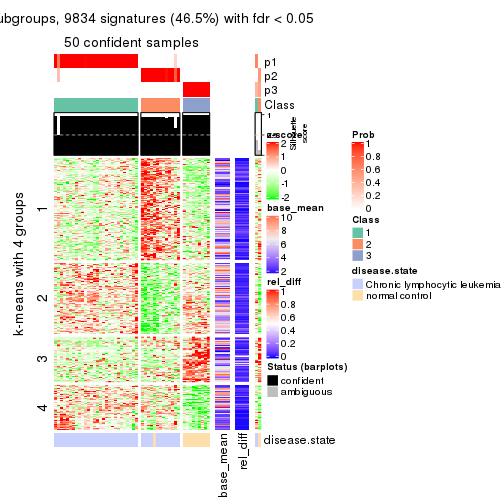 ubgroups, 9834 signatures (46.5%) with fdr < 0.05
50 confident samples
p1
p2
p3
Class
1
Silhouette
score
z-score
2
1
0
-1
-2
base_mean
10
8
6
4
2
rel_diff
1
0.8
0.6
0.4
0.2
0
Status (barplots)
confident
ambiguous
Prob
1
0.8
0.6
0.4
0.2
0
Class
1
2
3
disease.state
Chronic lymphocytic leukemia
normal control
k-means with 4 groups
1
2
3
4
disease.state
base_mean
rel_diff